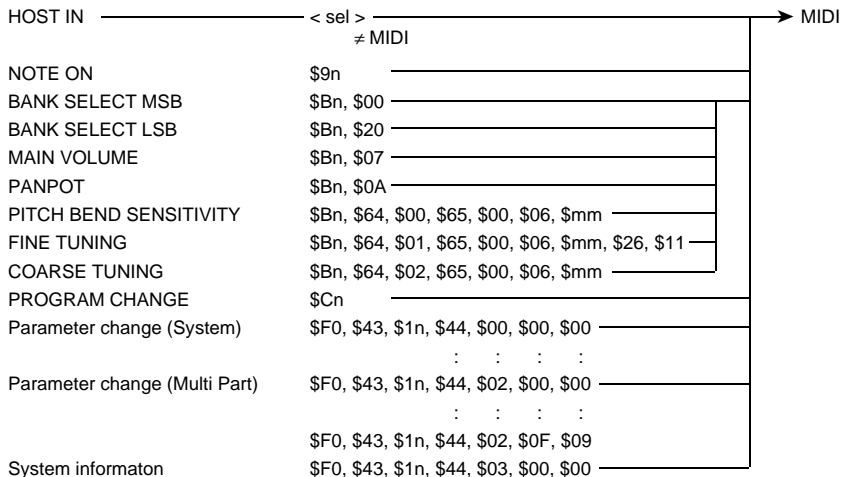 HOST IN < sel > MIDI
≠ MIDI
NOTE ON $9n
BANK SELECT MSB $Bn, $00
BANK SELECT LSB $Bn, $20
MAIN VOLUME $Bn, $07
PANPOT $Bn, $0A
PITCH BEND SENSITIVITY $Bn, $64, $00, $65, $00, $06, $mm
FINE TUNING $Bn, $64, $01, $65, $00, $06, $mm, $26, $11
COARSE TUNING $Bn, $64, $02, $65, $00, $06, $mm
PROGRAM CHANGE $Cn
Parameter change (System) $F0, $43, $1n, $44, $00, $00, $00
: : : :
Parameter change (Multi Part) $F0, $43, $1n, $44, $02, $00, $00
: : : :
$F0, $43, $1n, $44, $02, $0F, $09
System informaton $F0, $43, $1n, $44, $03, $00, $00